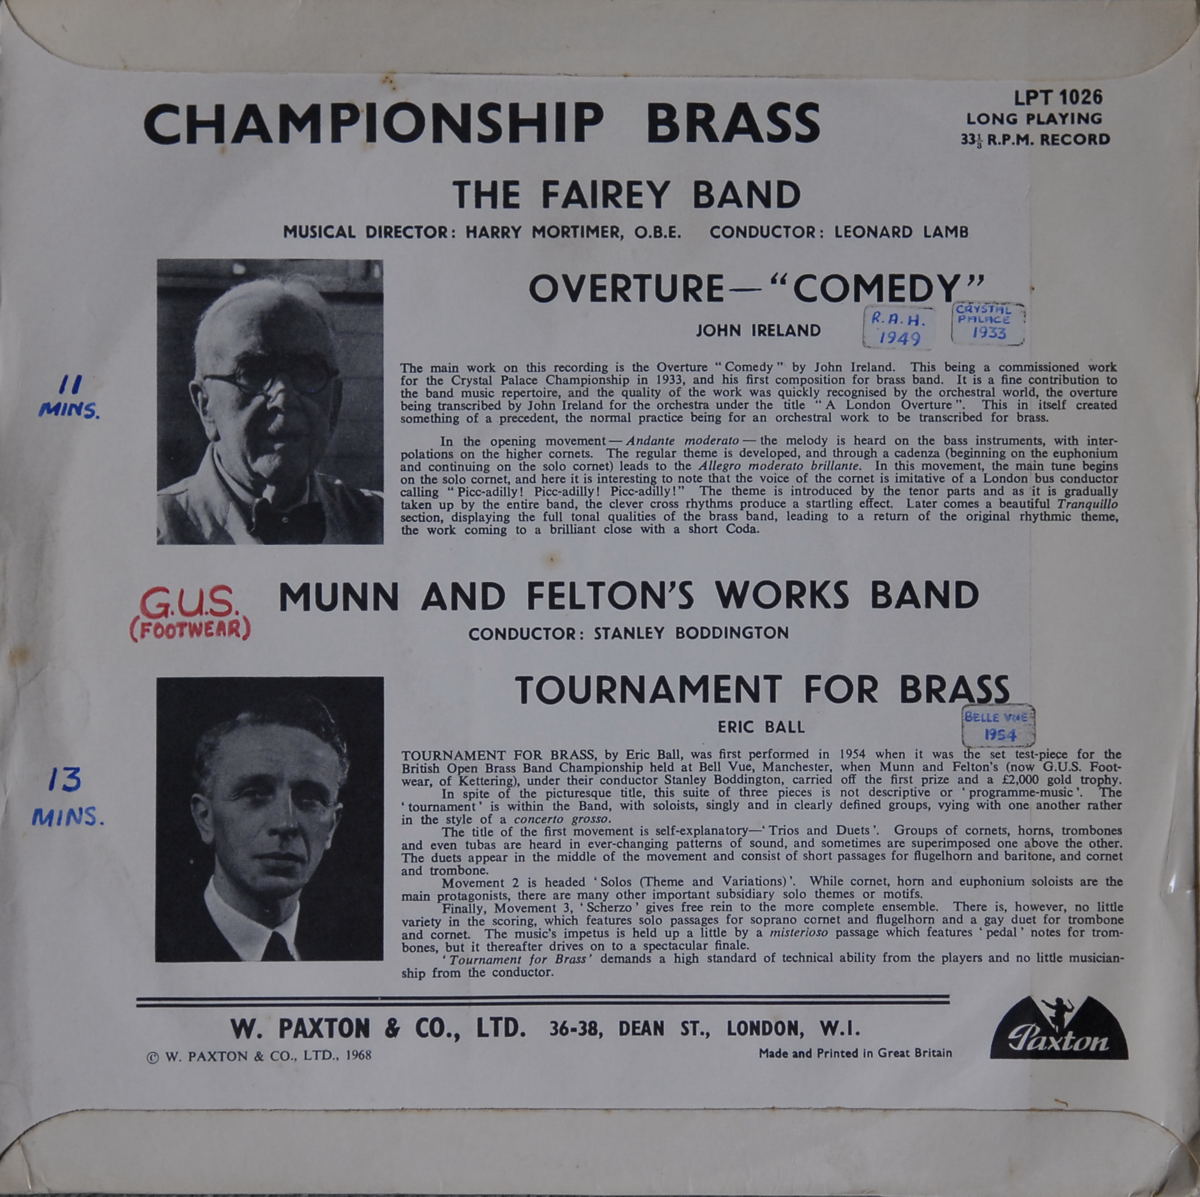 CHAMPIONSHIP BRASS
LPT 1026
LONG PLAYING
33⅓ R.P.M. RECORD
THE FAIREY BAND
MUSICAL DIRECTOR: HARRY MORTIMER, O.B.E. CONDUCTOR: LEONARD LAMB
OVERTURE—"COMEDY"
JOHN IRELAND
R.A.H.
1949
CRYSTAL
PALACE
1933
11
MINS.
The main work on this recording is the Overture "Comedy" by John Ireland. This being a commissioned work
for the Crystal Palace Championship in 1933, and his first composition for brass band. It is a fine contribution to
the band music repertoire, and the quality of the work was quickly recognised by the orchestral world, the overture
being transcribed by John Ireland for the orchestra under the title "A London Overture". This in itself created
something of a precedent, the normal practice being for an orchestral work to be transcribed for brass.
In the opening movement—Andante moderato—the melody is heard on the bass instruments, with inter-
polations on the higher cornets. The regular theme is developed, and through a cadenza (beginning on the euphonium
and continuing on the solo cornet) leads to the Allegro moderato brillante. In this movement, the main tune begins
on the solo cornet, and here it is interesting to note that the voice of the cornet is imitative of a London bus conductor
calling "Picc-adilly! Picc-adilly! Picc-adilly!" The theme is introduced by the tenor parts and as it is gradually
taken up by the entire band, the clever cross rhythms produce a startling effect. Later comes a beautiful Tranquillo
section, displaying the full tonal qualities of the brass band, leading to a return of the original rhythmic theme,
the work coming to a brilliant close with a short Coda.
G.U.S.
(FOOTWEAR)
MUNN AND FELTON'S WORKS BAND
CONDUCTOR: STANLEY BODDINGTON
TOURNAMENT FOR BRASS
ERIC BALL
BELLE VUE
1954
13
MINS.
TOURNAMENT FOR BRASS, by Eric Ball, was first performed in 1954 when it was the set test-piece for the
British Open Brass Band Championship held at Bell Vue, Manchester, when Munn and Felton's (now G.U.S. Foot-
wear, of Kettering), under their conductor Stanley Boddington, carried off the first prize and a £2,000 gold trophy.
In spite of the picturesque title, this suite of three pieces is not descriptive or 'programme-music'. The
'tournament' is within the Band, with soloists, singly and in clearly defined groups, vying with one another rather
in the style of a concerto grosso.
The title of the first movement is self-explanatory—'Trios and Duets'. Groups of cornets, horns, trombones
and even tubas are heard in ever-changing patterns of sound, and sometimes are superimposed one above the other.
The duets appear in the middle of the movement and consist of short passages for flugelhorn and baritone, and cornet
and trombone.
Movement 2 is headed 'Solos (Theme and Variations)'. While cornet, horn and euphonium soloists are the
main protagonists, there are many other important subsidiary solo themes or motifs.
Finally, Movement 3, 'Scherzo' gives free rein to the more complete ensemble. There is, however, no little
variety in the scoring, which features solo passages for soprano cornet and flugelhorn and a gay duet for trombone
and cornet. The music's impetus is held up a little by a misterioso passage which features 'pedal' notes for trom-
bones, but it thereafter drives on to a spectacular finale.
'Tournament for Brass' demands a high standard of technical ability from the players and no little musician-
ship from the conductor.
W. PAXTON & CO., LTD. 36-38, DEAN ST., LONDON, W.I.
© W. PAXTON & CO., LTD., 1968
Made and Printed in Great Britain
Paxton